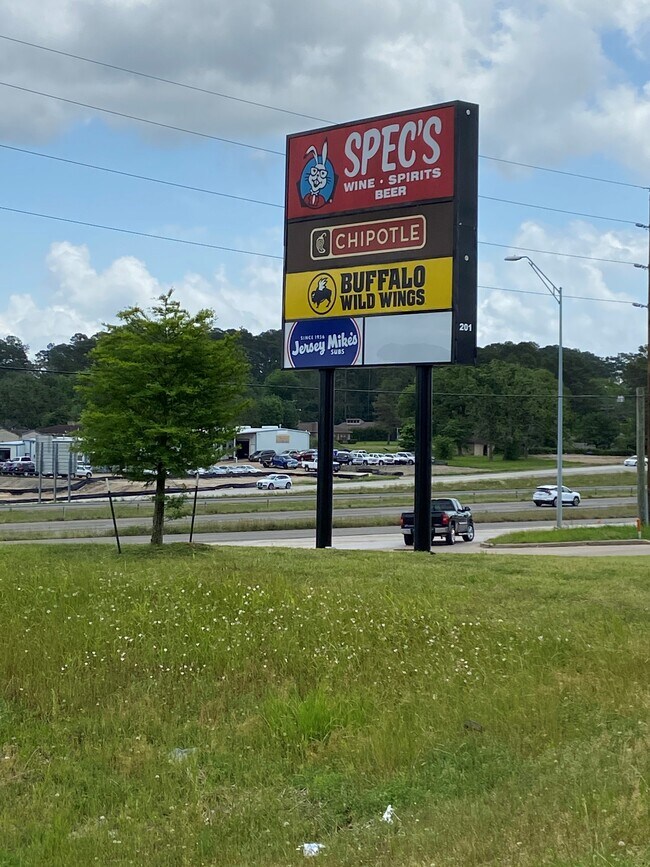 SPEC'S
WINE · SPIRITS
BEER
CHIPOTLE
BUFFALO
WILD WINGS
SINCE 1956
Jersey Mike's
SUBS
201